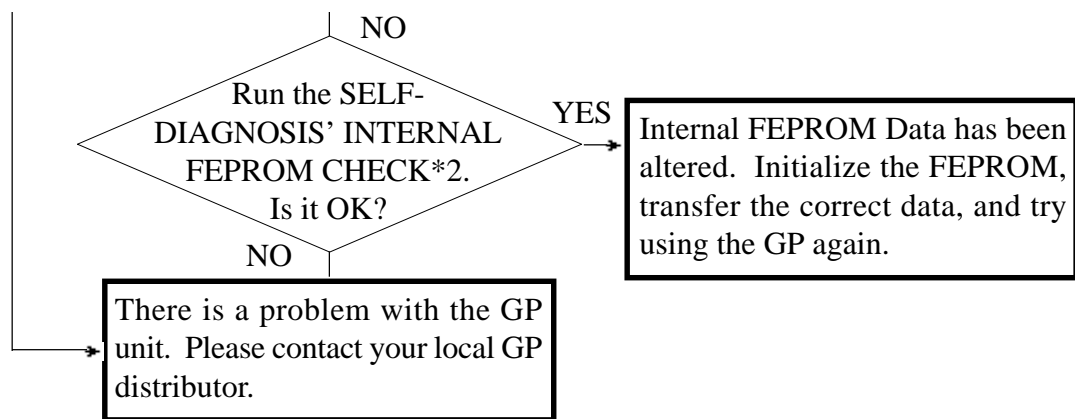 NO
Run the SELF-
DIAGNOSIS’ INTERNAL
FEPROM CHECK*2.
Is it OK?
YES
Internal FEPROM Data has been
altered. Initialize the FEPROM,
transfer the correct data, and try
using the GP again.
NO
There is a problem with the GP
unit. Please contact your local GP
distributor.